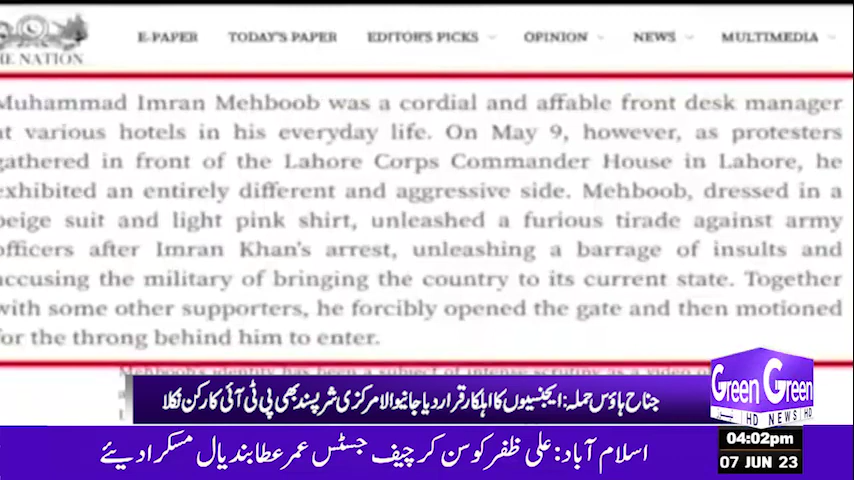 THE NATION
E-PAPER TODAY'S PAPER EDITOR'S PICKS OPINION NEWS MULTIMEDIA
Muhammad Imran Mehboob was a cordial and affable front desk manager
at various hotels in his everyday life. On May 9, however, as protesters
gathered in front of the Lahore Corps Commander House in Lahore, he
exhibited an entirely different and aggressive side. Mehboob, dressed in a
beige suit and light pink shirt, unleashed a furious tirade against army
officers after Imran Khan's arrest, unleashing a barrage of insults and
accusing the military of bringing the country to its current state. Together
with some other supporters, he forcibly opened the gate and then motioned
for the throng behind him to enter.
جناح ہاؤس حملہ: ایجنسیوں کا اہلکار قرار دیا جانیوالا مرکزی شرپسند بھی پی ٹی آئی کا رکن نکلا
Green Green
HD NEWS HD
اسلام آباد: علی ظفر کو سن کر چیف جسٹس عمر عطا بندیال مسکرا دیئے
04:02pm
07 JUN 23